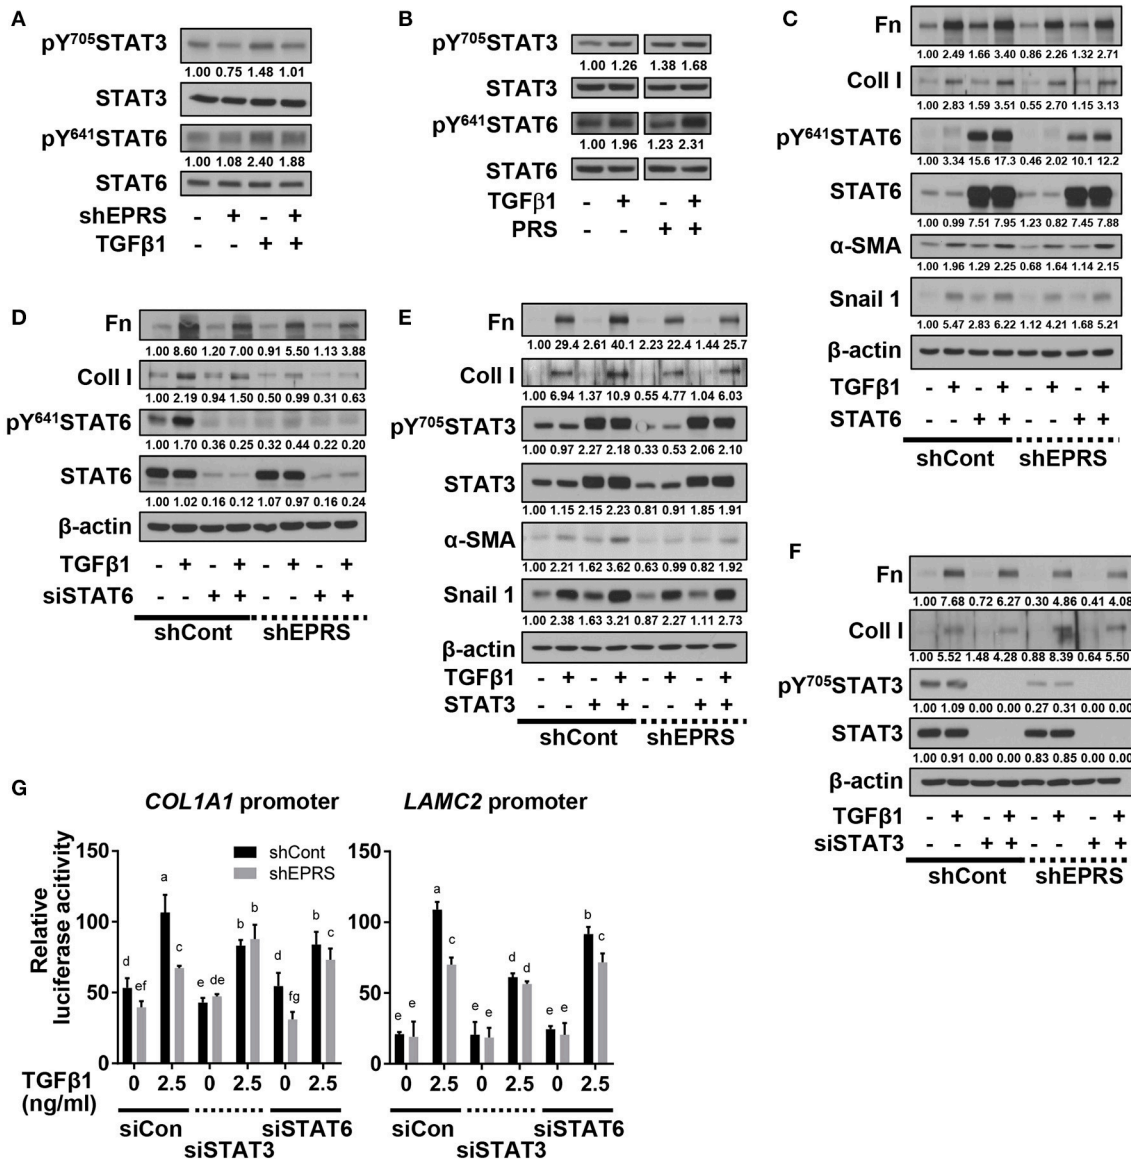 A
pY705STAT3
1.00 0.75 1.48 1.01
STAT3
pY641STAT6
1.00 1.08 2.40 1.88
STAT6
shEPRS - + - +
TGFβ1 - - + +
B
pY705STAT3
1.00 1.26 1.38 1.68
STAT3
pY641STAT6
1.00 1.96 1.23 2.31
STAT6
TGFβ1 - + - +
PRS - - + +
C
Fn
1.00 2.49 1.66 3.40 0.86 2.26 1.32 2.71
Coll I
1.00 2.83 1.59 3.51 0.55 2.70 1.15 3.13
pY641STAT6
1.00 3.34 15.6 17.3 0.46 2.02 10.1 12.2
STAT6
1.00 0.99 7.51 7.95 1.23 0.82 7.45 7.88
α-SMA
1.00 1.96 1.29 2.25 0.68 1.64 1.14 2.15
Snail 1
1.00 5.47 2.83 6.22 1.12 4.21 1.68 5.21
β-actin
TGFβ1 - + - + - + - +
STAT6 - - + + - - + +
shCont shEPRS
D
Fn
1.00 8.60 1.20 7.00 0.91 5.50 1.13 3.88
Coll I
1.00 2.19 0.94 1.50 0.50 0.99 0.31 0.63
pY641STAT6
1.00 1.70 0.36 0.25 0.32 0.44 0.22 0.20
STAT6
1.00 1.02 0.16 0.12 1.07 0.97 0.16 0.24
β-actin
TGFβ1 - + - + - + - +
siSTAT6 - - + + - - + +
shCont shEPRS
E
Fn
1.00 29.4 2.61 40.1 2.23 22.4 1.44 25.7
Coll I
1.00 6.94 1.37 10.9 0.55 4.77 1.04 6.03
pY705STAT3
1.00 0.97 2.27 2.18 0.33 0.53 2.06 2.10
STAT3
1.00 1.15 2.15 2.23 0.81 0.91 1.85 1.91
α-SMA
1.00 2.21 1.62 3.62 0.63 0.99 0.82 1.92
Snail 1
1.00 2.38 1.63 3.21 0.87 2.27 1.11 2.73
β-actin
TGFβ1 - + - + - + - +
STAT3 - - + + - - + +
shCont shEPRS
F
Fn
1.00 7.68 0.72 6.27 0.30 4.86 0.41 4.08
Coll I
1.00 5.52 1.48 4.28 0.88 8.39 0.64 5.50
pY705STAT3
1.00 1.09 0.00 0.00 0.27 0.31 0.00 0.00
STAT3
1.00 0.91 0.00 0.00 0.83 0.85 0.00 0.00
β-actin
TGFβ1 - + - + - + - +
siSTAT3 - - + + - - + +
shCont shEPRS
G
COL1A1 promoter
Relative
luciferase acitivity
150
100
50
0
shCont
shEPRS
d ef a c e de b b d fg b c
TGFβ1
(ng/ml)
0 2.5 0 2.5 0 2.5
siCon siSTAT3 siSTAT6
LAMC2 promoter
150
100
50
0
e e a c e e d d e e b c
0 2.5 0 2.5 0 2.5
siCon siSTAT3 siSTAT6